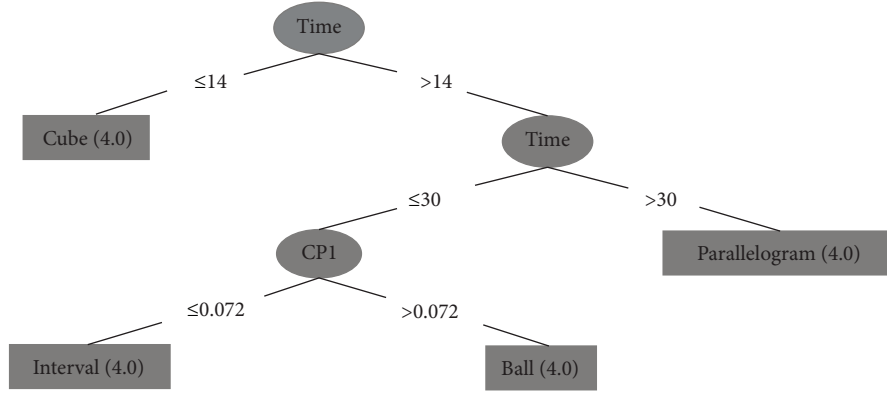 Time
≤14
>14
Cube (4.0)
Time
≤30
>30
CP1
Parallelogram (4.0)
≤0.072
>0.072
Interval (4.0)
Ball (4.0)